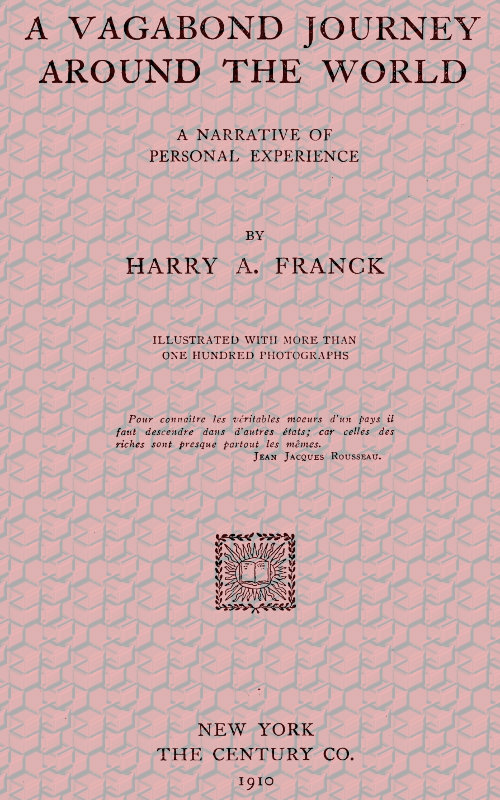 A VAGABOND JOURNEY
AROUND THE WORLD
A NARRATIVE OF
PERSONAL EXPERIENCE
BY
HARRY A. FRANCK
ILLUSTRATED WITH MORE THAN
ONE HUNDRED PHOTOGRAPHS
Pour connaître les véritables moeurs d'un pays il
faut descendre dans d'autres états; car celles des
riches sont presque partout les mêmes.
Jean Jacques Rousseau.
NEW YORK
THE CENTURY CO.
1910